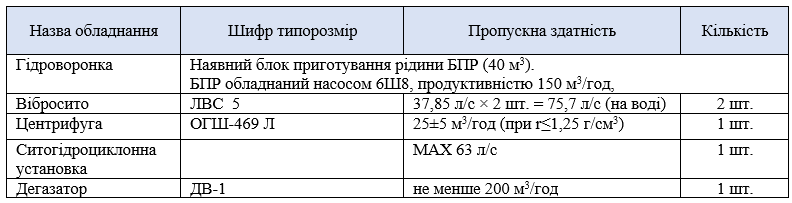 Назва обладнання Шифр типорозмір Пропускна здатність Кількість
Гідроворонка Наявний блок приготування рідини БПР (40 м³).
БПР обладнаний насосом 6Ш8, продуктивністю 150 м³/год,
Вібросито ЛВС 5 37,85 л/с × 2 шт. = 75,7 л/с (на воді) 2 шт.
Центрифуга ОГШ-469 Л 25±5 м³/год (при r≤1,25 г/см³) 1 шт.
Ситогідроциклонна МАХ 63 л/с 1 шт.
установка
Дегазатор ДВ-1 не менше 200 м³/год 1 шт.